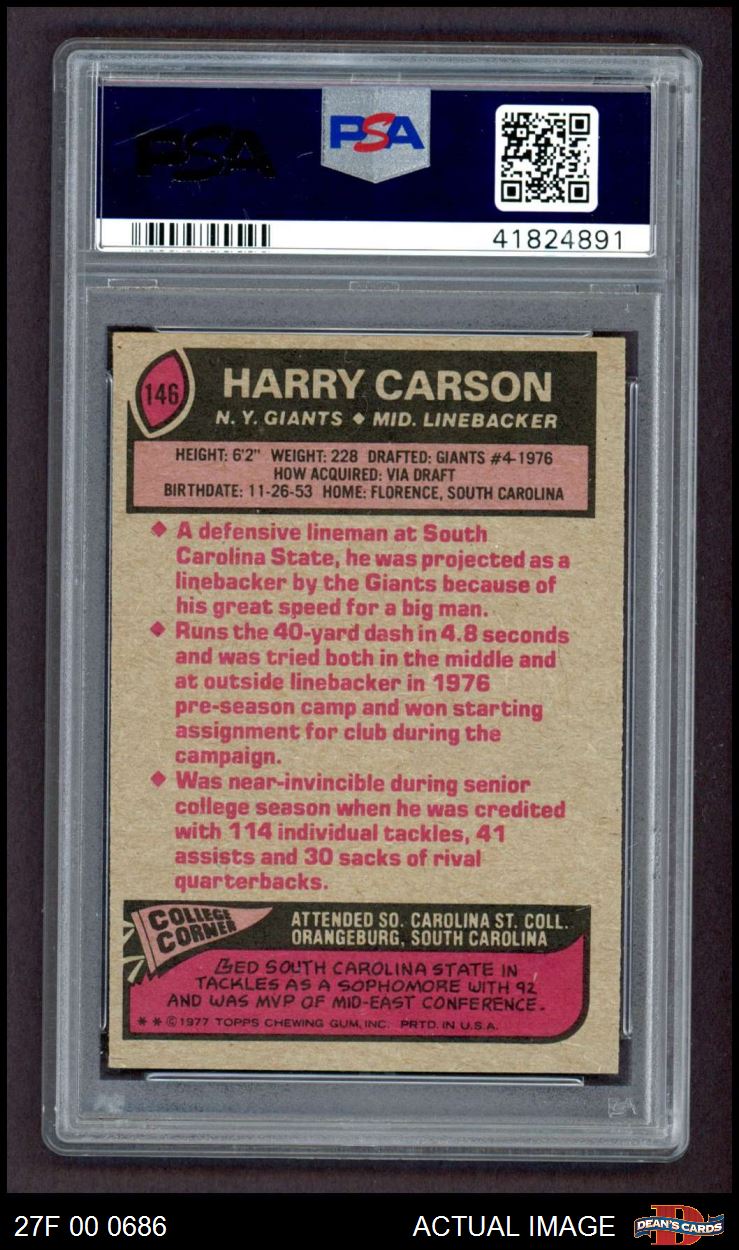 PSA PSA
41824891
146
HARRY CARSON
N. Y. GIANTS ◆ MID. LINEBACKER
HEIGHT: 6'2" WEIGHT: 228 DRAFTED: GIANTS #4-1976
HOW ACQUIRED: VIA DRAFT
BIRTHDATE: 11-26-53 HOME: FLORENCE, SOUTH CAROLINA
◆ A defensive lineman at South
Carolina State, he was projected as a
linebacker by the Giants because of
his great speed for a big man.
◆ Runs the 40-yard dash in 4.8 seconds
and was tried both in the middle and
at outside linebacker in 1976
pre-season camp and won starting
assignment for club during the
campaign.
◆ Was near-invincible during senior
college season when he was credited
with 114 individual tackles, 41
assists and 30 sacks of rival
quarterbacks.
COLLEGE
CORNER
ATTENDED SO. CAROLINA ST. COLL.
ORANGEBURG, SOUTH CAROLINA
LED SOUTH CAROLINA STATE IN
TACKLES AS A SOPHOMORE WITH 92
AND WAS MVP OF MID-EAST CONFERENCE.
* * © 1977 TOPPS CHEWING GUM, INC. PRTD. IN U.S.A.
PSA
27F 00 0686
ACTUAL IMAGE
D
DEAN'S CARDS